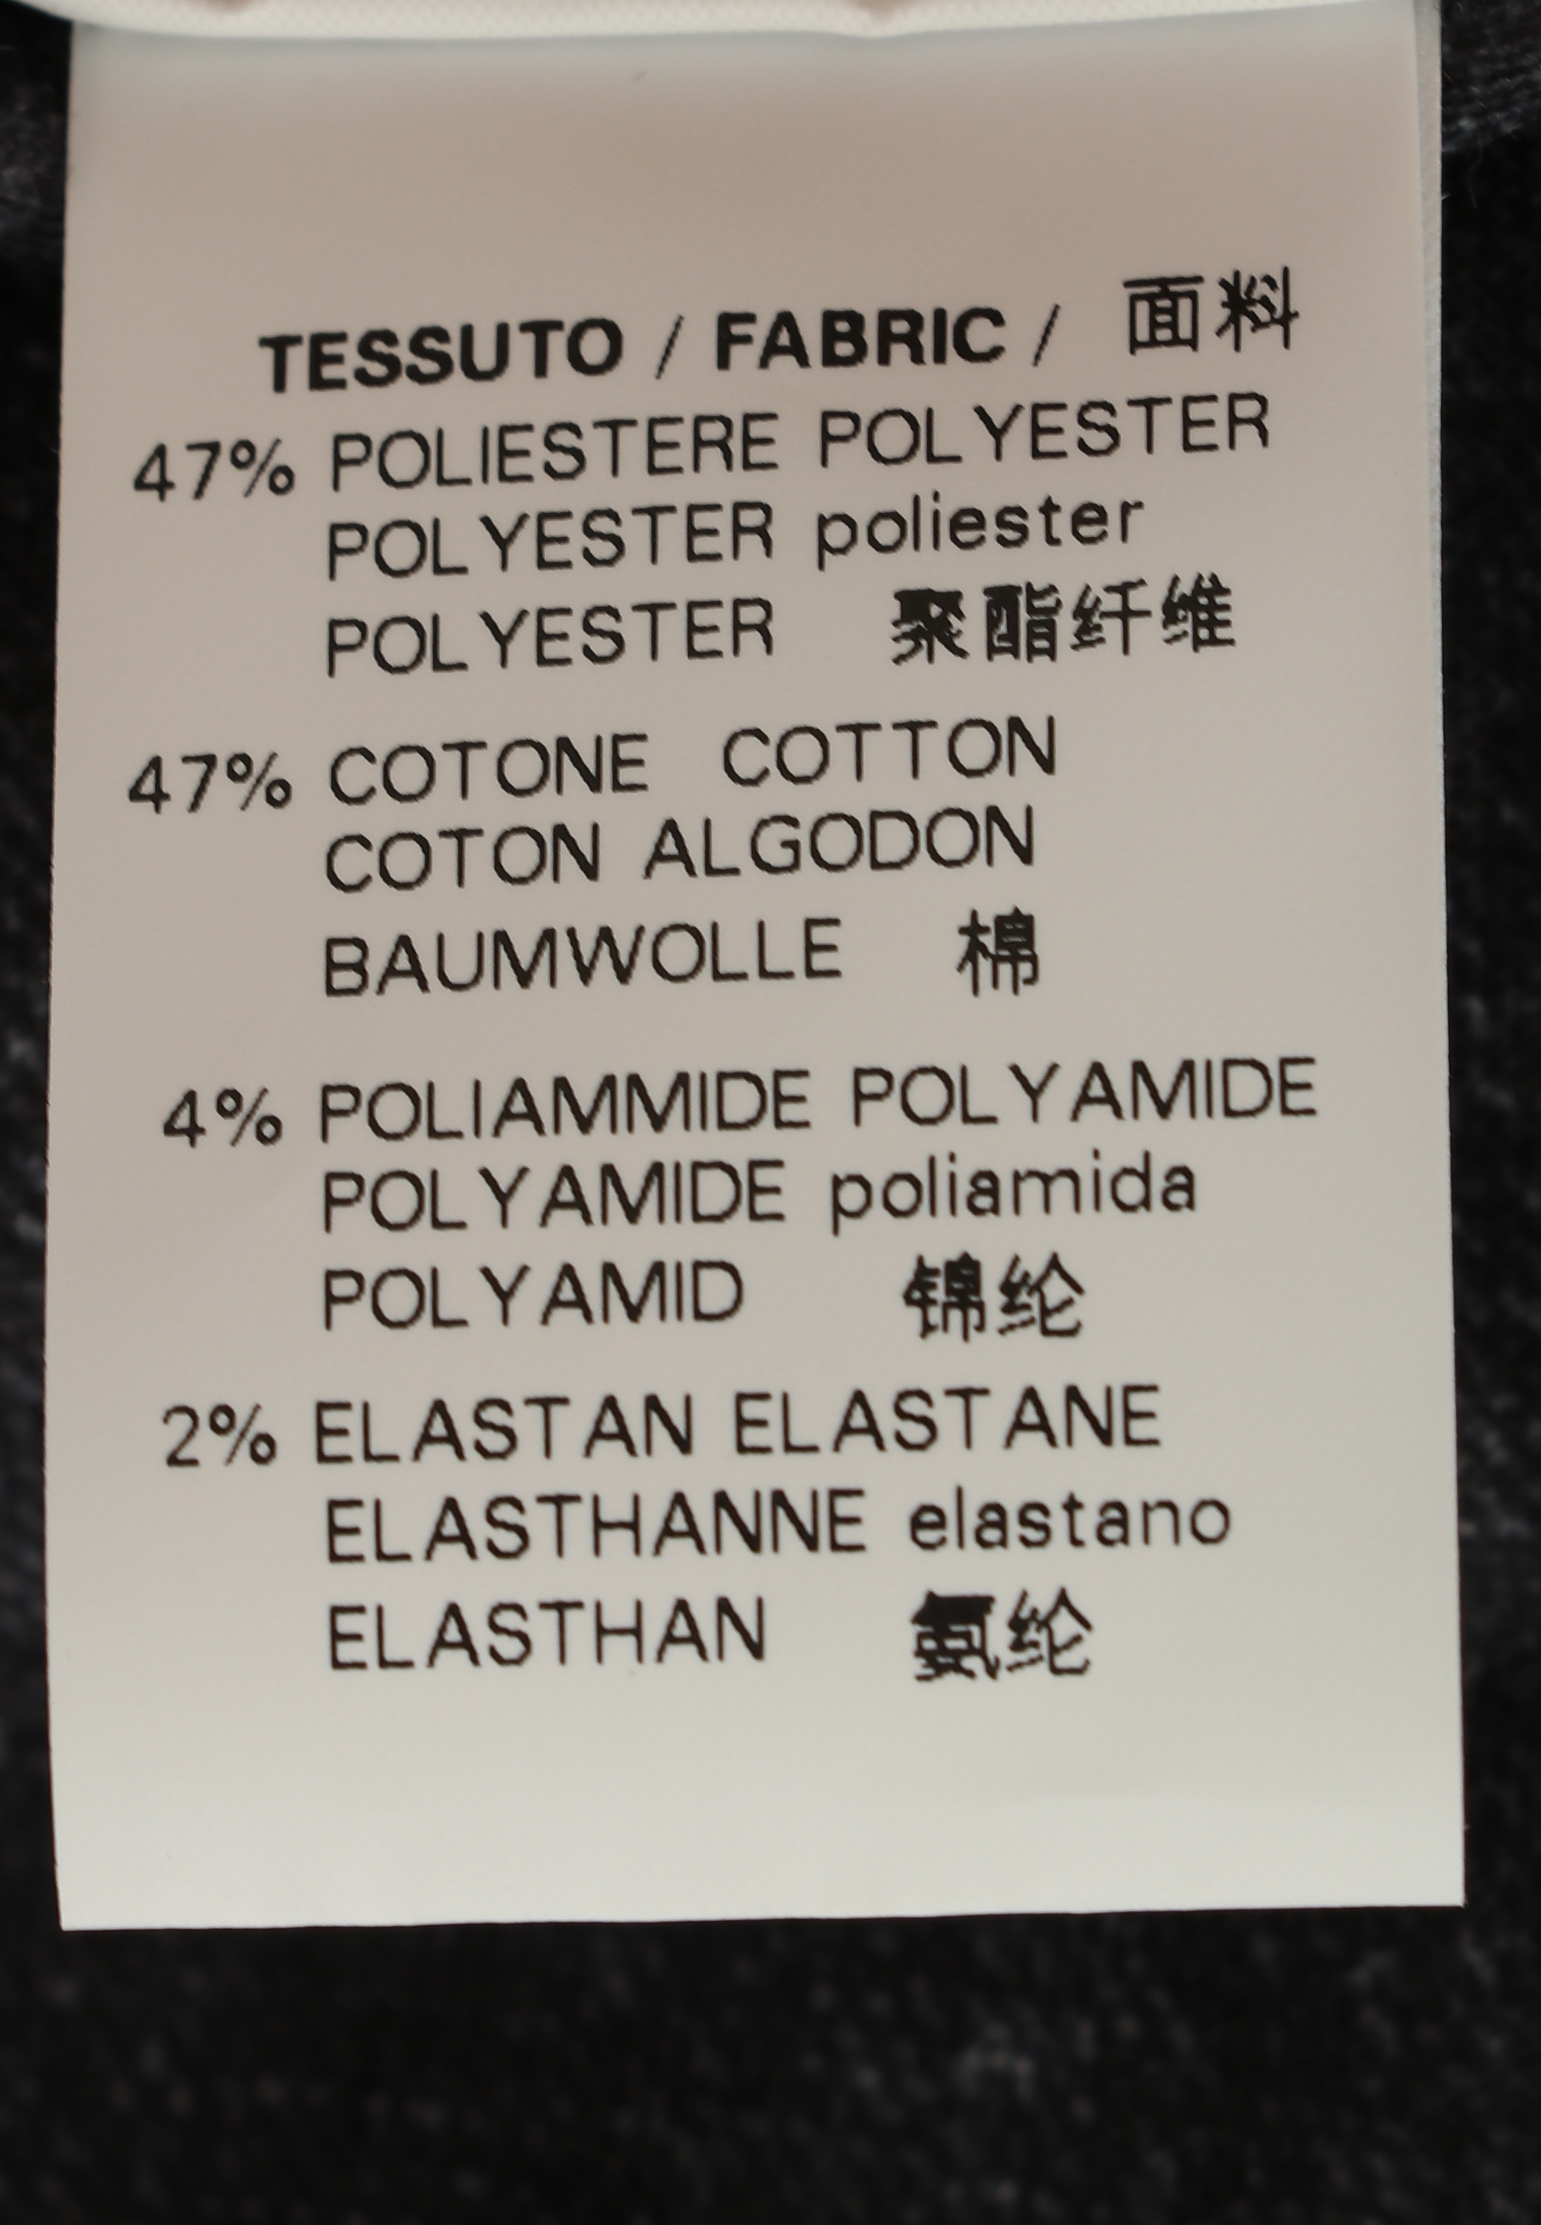 TESSUTO / FABRIC / 面料
47% POLIESTERE POLYESTER
POLYESTER poliester
POLYESTER 聚酯纤维
47% COTONE COTTON
COTON ALGODON
BAUMWOLLE 棉
4% POLIAMMIDE POLYAMIDE
POLYAMIDE poliamida
POLYAMID 锦纶
2% ELASTAN ELASTANE
ELASTHANNE elastano
ELASTHAN 氨纶